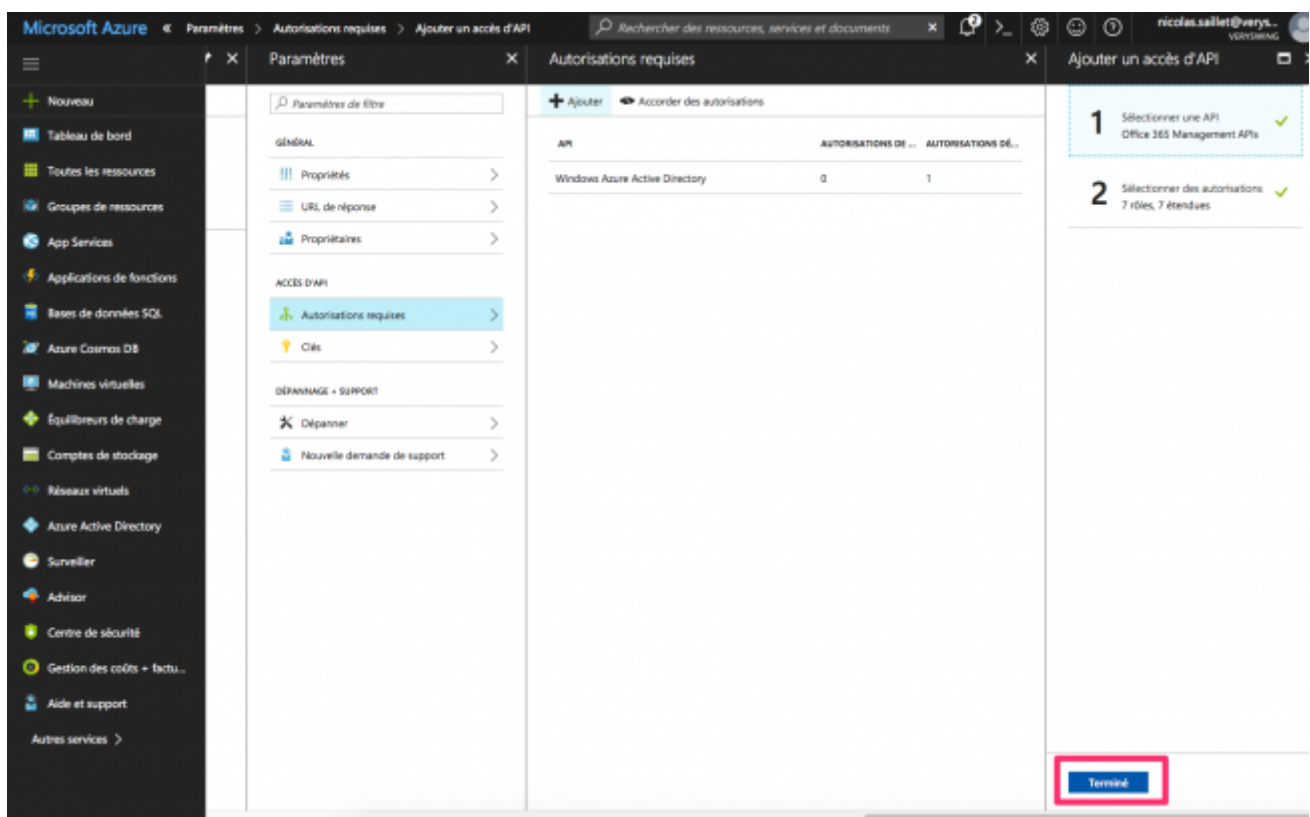 Microsoft Azure « Paramètres > Autorisations requises > Ajouter un accès d'API
Rechercher des ressources, services et documents
nicolas.saillet@verys...
VERYSWING
Paramètres
Autorisations requises
Ajouter un accès d'API
Nouveau
Tableau de bord
Toutes les ressources
Groupes de ressources
App Services
Applications de fonctions
Bases de données SQL
Azure Cosmos DB
Machines virtuelles
Équilibreurs de charge
Comptes de stockage
Réseaux virtuels
Azure Active Directory
Surveiller
Advisor
Centre de sécurité
Gestion des coûts + factu...
Aide et support
Autres services >
Paramètres de filtre
GÉNÉRAL
Propriétés
URL de réponse
Propriétaires
ACCÈS D'API
Autorisations requises
Clés
DÉPANNAGE + SUPPORT
Dépanner
Nouvelle demande de support
Ajouter
Accorder des autorisations
API AUTORISATIONS DE ... AUTORISATIONS DÉ...
Windows Azure Active Directory 0 1
1 Sélectionner une API
Office 365 Management APIs
2 Sélectionner des autorisations
7 rôles, 7 étendues
Terminé